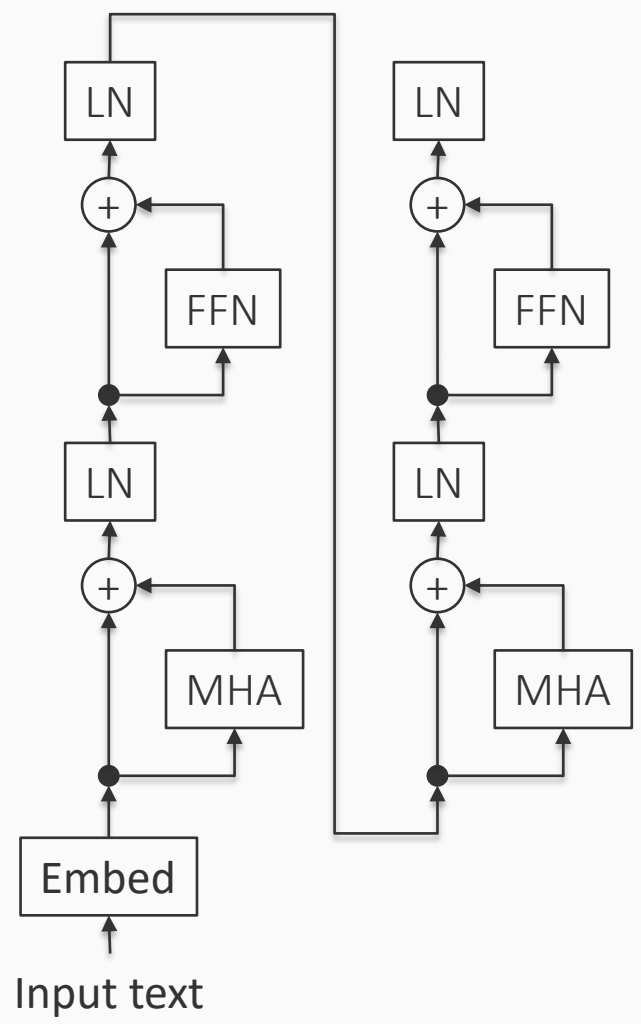 LN
+
FFN
LN
+
MHA
Embed
Input text
LN
+
FFN
LN
+
MHA